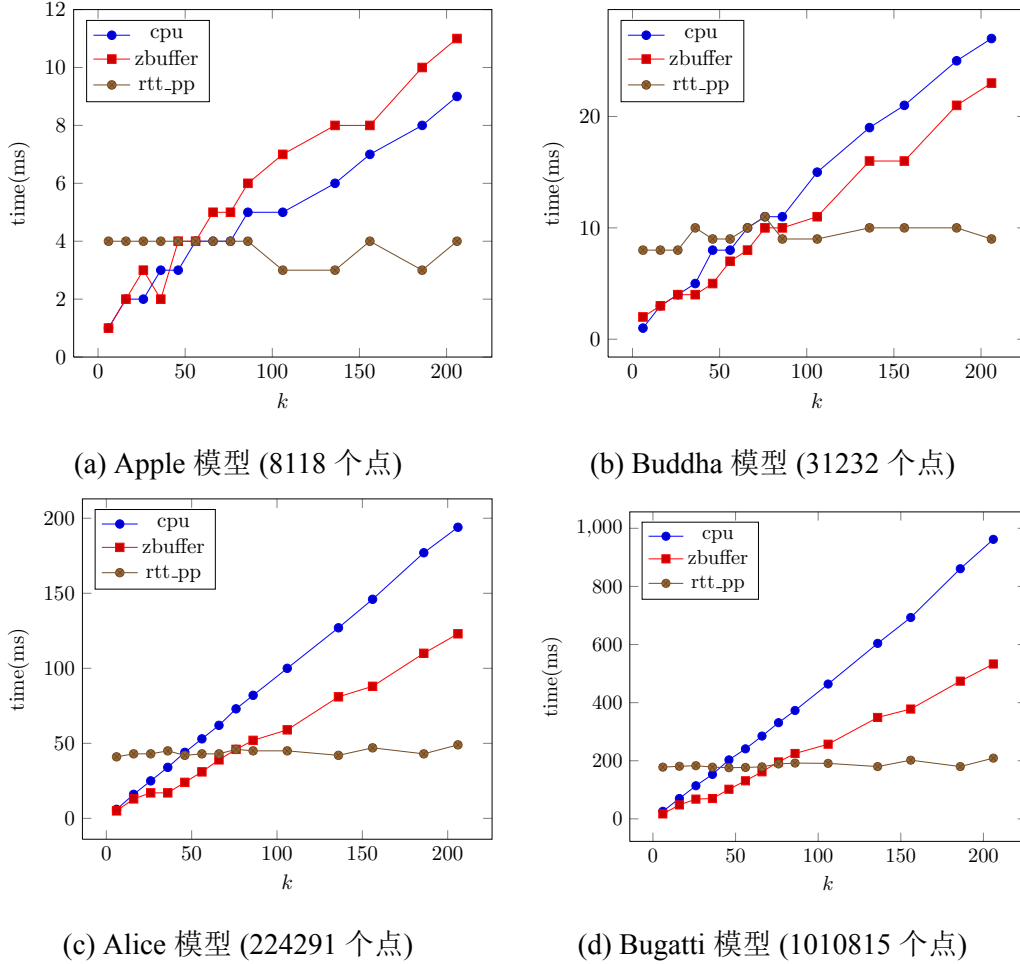 12
10
8
6
4
2
0
time(ms)
cpu
zbuffer
rtt_pp
0 50 100 150 200
k
(a) Apple 模型 (8118 个点)
20
10
0
time(ms)
cpu
zbuffer
rtt_pp
0 50 100 150 200
k
(b) Buddha 模型 (31232 个点)
200
150
100
50
0
time(ms)
cpu
zbuffer
rtt_pp
0 50 100 150 200
k
(c) Alice 模型 (224291 个点)
1,000
800
600
400
200
0
time(ms)
cpu
zbuffer
rtt_pp
0 50 100 150 200
k
(d) Bugatti 模型 (1010815 个点)